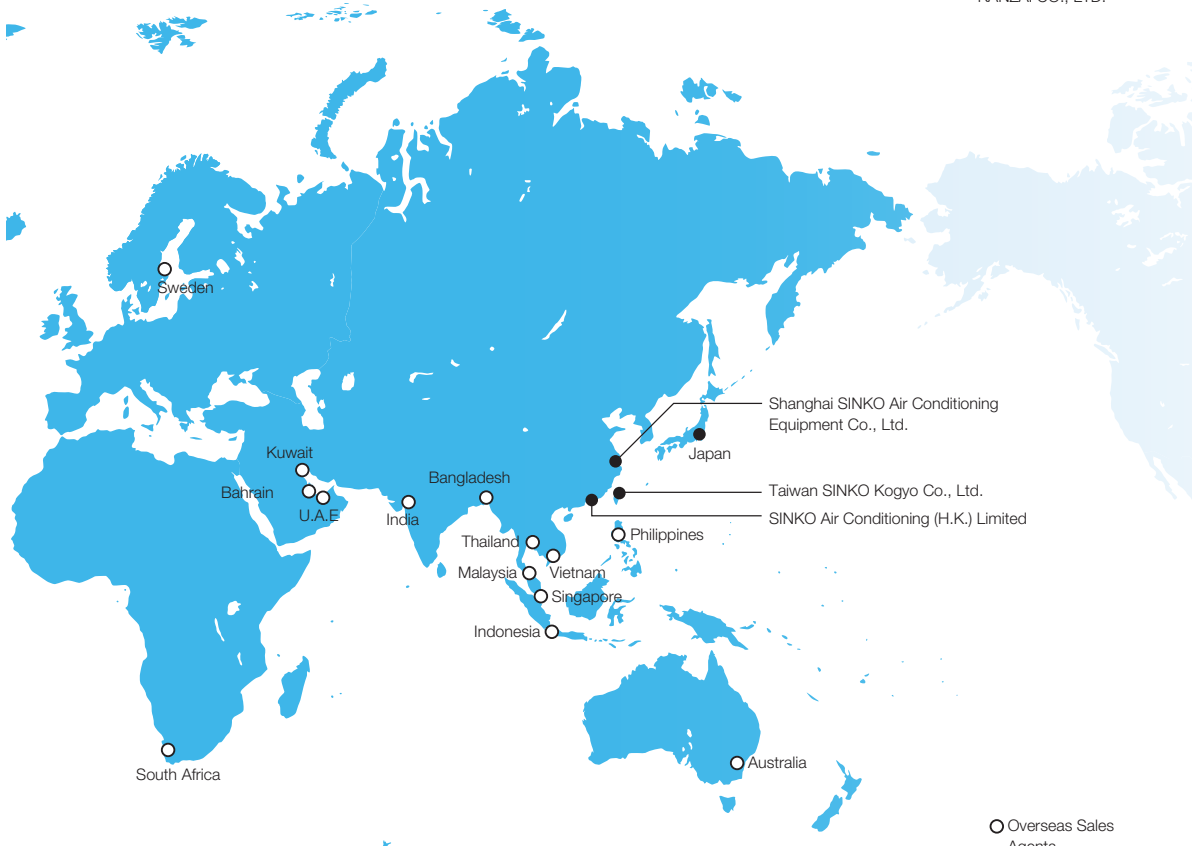 Sweden
Shanghai SINKO Air Conditioning
Equipment Co., Ltd.
Japan
Kuwait
Bangladesh
Bahrain
U.A.E
India
Taiwan SINKO Kogyo Co., Ltd.
SINKO Air Conditioning (H.K.) Limited
Philippines
Thailand
Malaysia
Vietnam
Singapore
Indonesia
Australia
South Africa
Overseas Sales
Agents